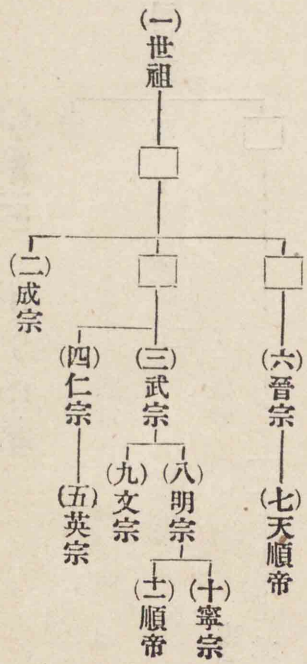 (一)世祖
(六)晉宗
(七)天順帝
(三)武宗
(八)明宗
(十)寧宗
(十一)順帝
(九)文宗
(四)仁宗
(五)英宗
(二)成宗